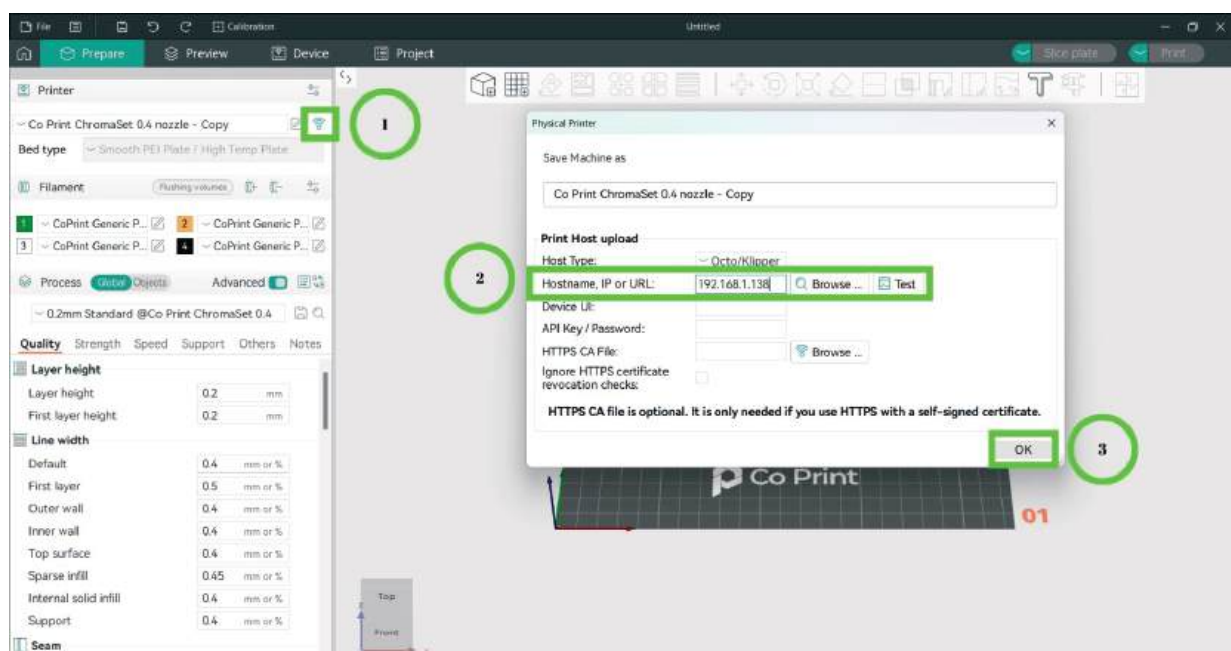 File Calibration Untitled
Prepare Preview Device Project Slice plate Print
Printer
Co Print ChromaSet 0.4 nozzle - Copy
Bed type Smooth PEI Plate / High Temp Plate
Filament Flushing volumes
1 CoPrint Generic P... 2 CoPrint Generic P...
3 CoPrint Generic P... 4 CoPrint Generic P...
Process Global Objects Advanced
0.2mm Standard @Co Print ChromaSet 0.4
Quality Strength Speed Support Others Notes
Layer height
Layer height 0.2 mm
First layer height 0.2 mm
Line width
Default 0.4 mm or %
First layer 0.5 mm or %
Outer wall 0.4 mm or %
Inner wall 0.4 mm or %
Top surface 0.4 mm or %
Sparse infill 0.45 mm or %
Internal solid infill 0.4 mm or %
Support 0.4 mm or %
Seam
1
Physical Printer
Save Machine as
Co Print ChromaSet 0.4 nozzle - Copy
Print Host upload
Host Type: Octo/Klipper
2
Hostname, IP or URL: 192.168.1.138 Browse ... Test
Device UI:
API Key / Password:
HTTPS CA File: Browse ...
Ignore HTTPS certificate
revocation checks:
HTTPS CA file is optional. It is only needed if you use HTTPS with a self-signed certificate.
OK
3
Co Print
01
Top
Front